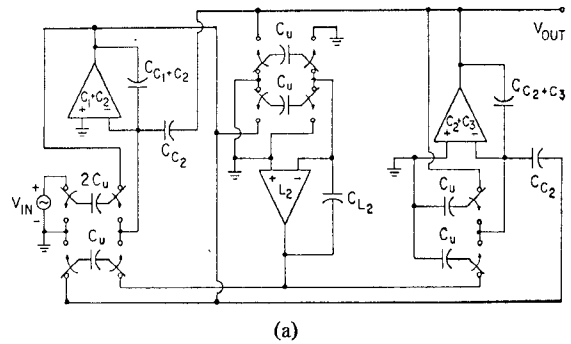 C_u
V_OUT
C_1+C_2
+ -
C_C1+C2
C_u
C_C2
C_2+C_3
+ -
C_C2+C3
2C_u
V_IN
+
-
+ -
L_2
C_L2
C_u
C_C2
C_u
C_u
(a)